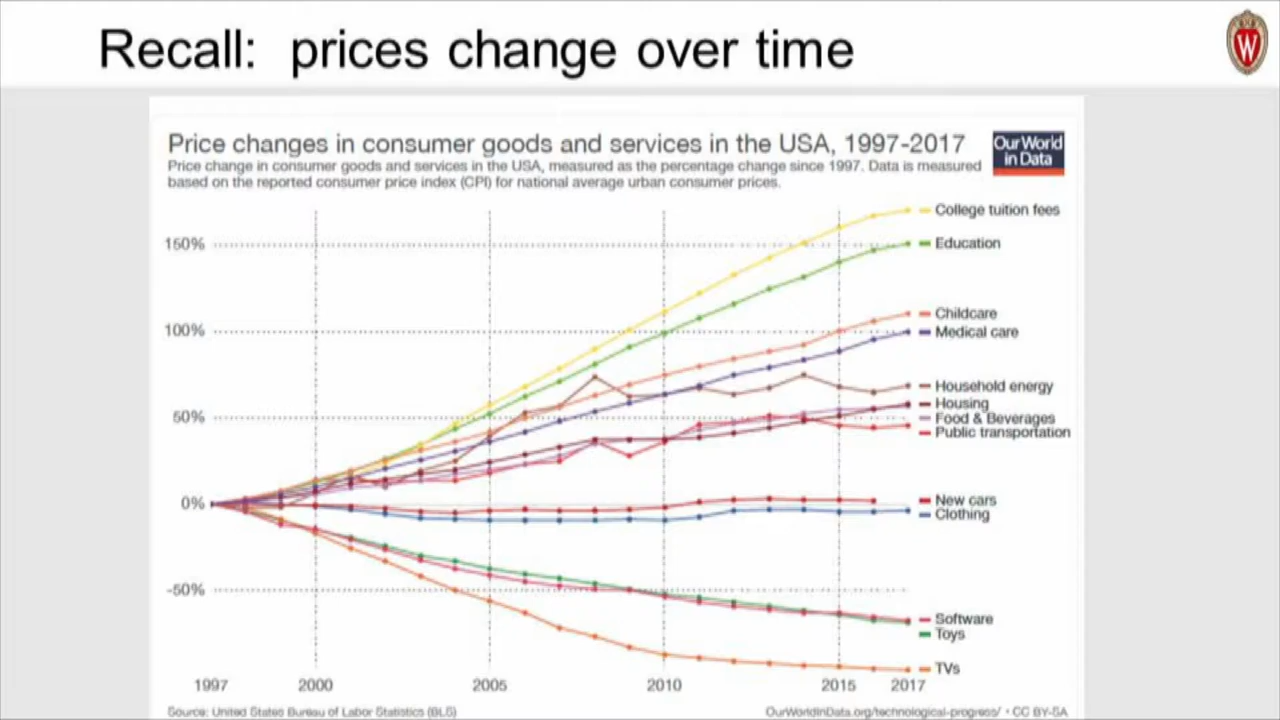 Recall: prices change over time
W
Price changes in consumer goods and services in the USA, 1997-2017
Our World
in Data
Price change in consumer goods and services in the USA, measured as the percentage change since 1997. Data is measured
based on the reported consumer price index (CPI) for national average urban consumer prices.
College tuition fees
150%
Education
Childcare
100%
Medical care
Household energy
Housing
50%
Food & Beverages
Public transportation
0%
New cars
Clothing
-50%
Software
Toys
TVs
1997 2000 2005 2010 2015 2017
Source: United States Bureau of Labor Statistics (BLS)
OurWorldInData.org/technological-progress/ • CC BY-SA